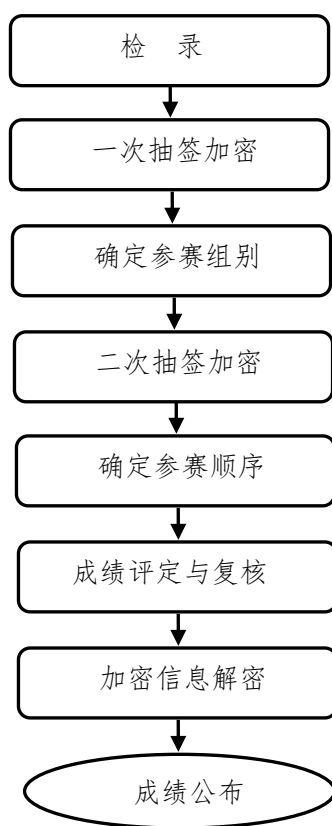 检 录
一次抽签加密
确定参赛组别
二次抽签加密
确定参赛顺序
成绩评定与复核
加密信息解密
成绩公布